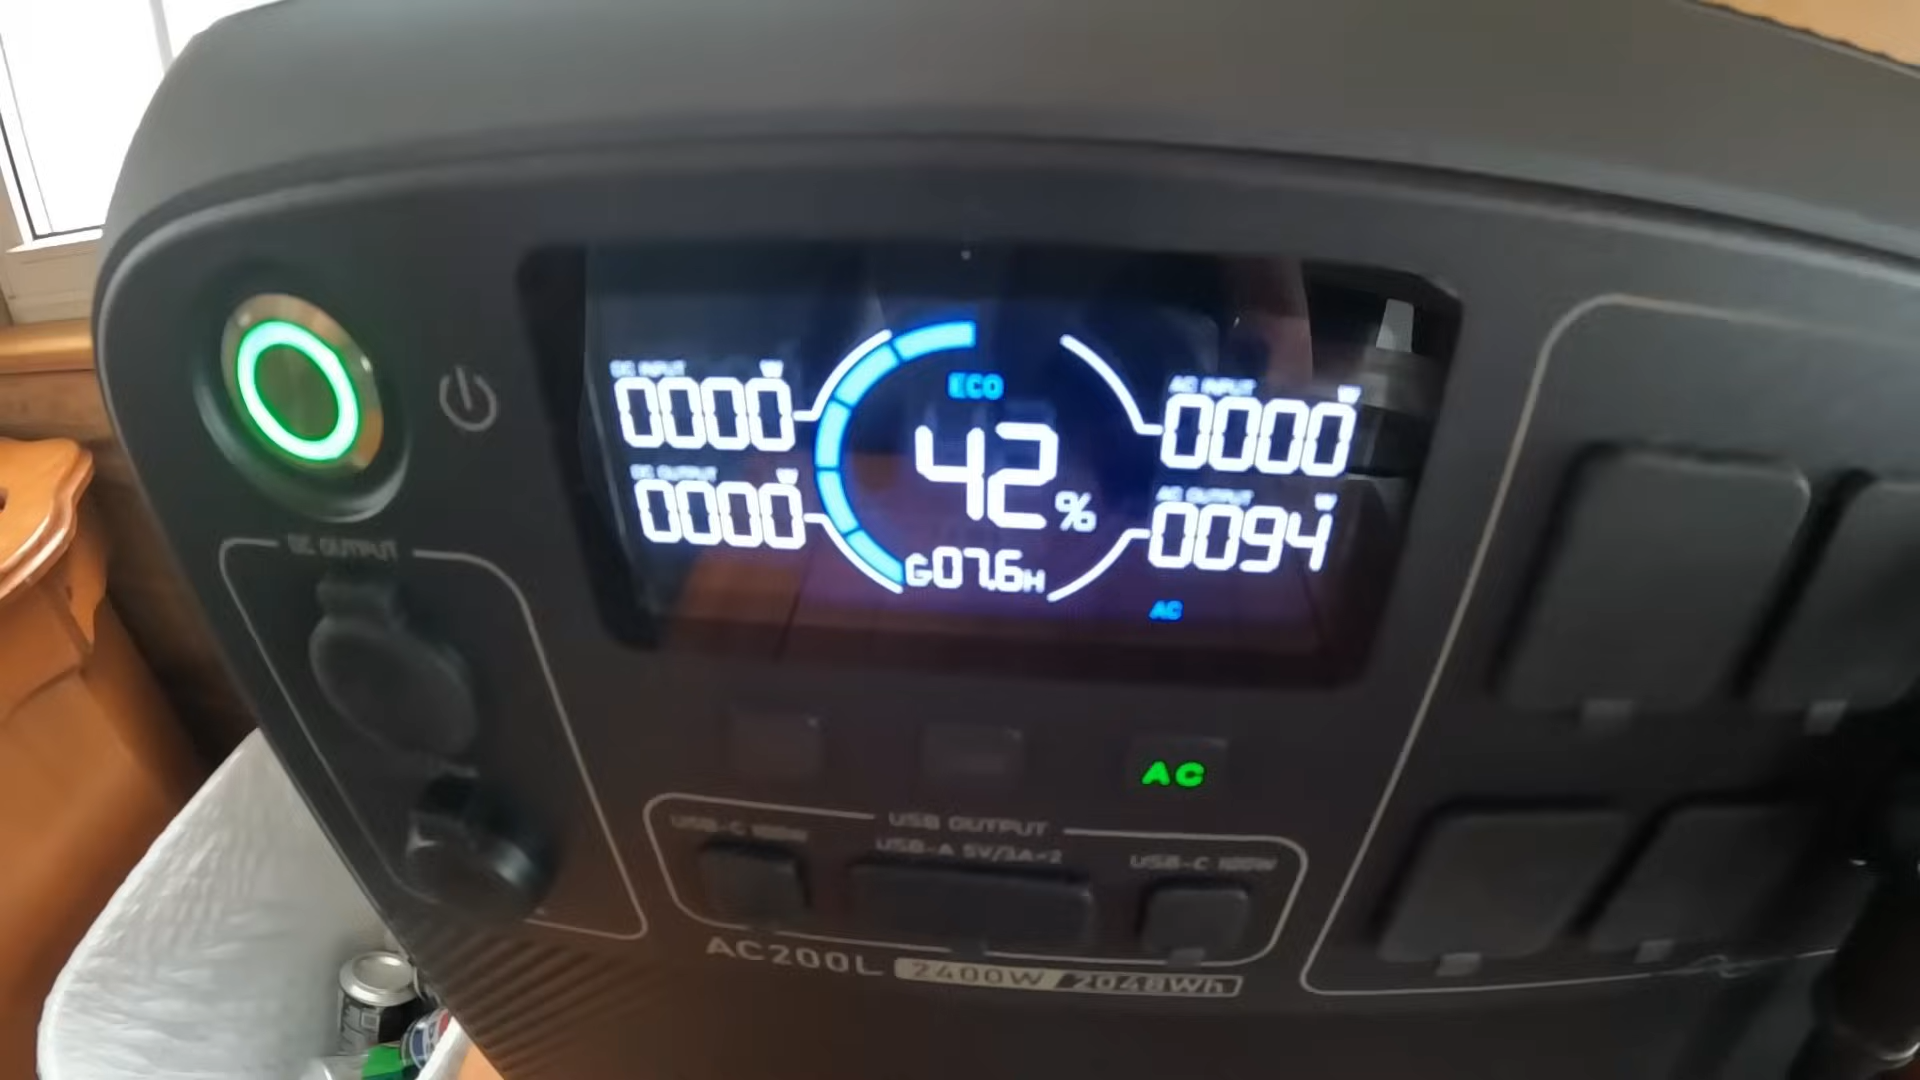 DC INPUT W
0000
DC OUTPUT W
0000
ECO
42%
07.6H
AC INPUT W
0000
AC OUTPUT W
0094
AC
DC OUTPUT
AC
USB OUTPUT
USB-C 100W
USB-A 5V/3A×2
USB-C 100W
AC200L 2400W/2048Wh